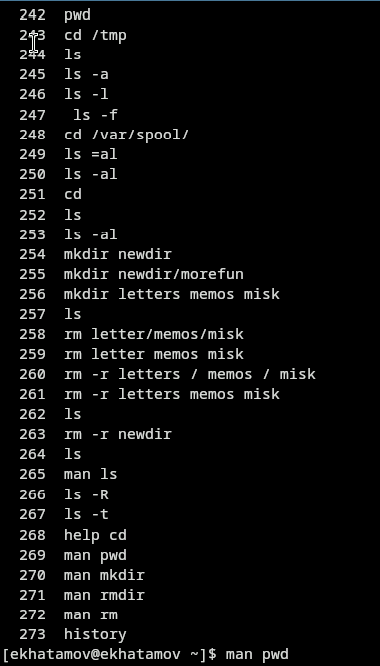 242 pwd
243 cd /tmp
244 ls
245 ls -a
246 ls -l
247  ls -f
248 cd /var/spool/
249 ls =al
250 ls -al
251 cd
252 ls
253 ls -al
254 mkdir newdir
255 mkdir newdir/morefun
256 mkdir letters memos misk
257 ls
258 rm letter/memos/misk
259 rm letter memos misk
260 rm -r letters / memos / misk
261 rm -r letters memos misk
262 ls
263 rm -r newdir
264 ls
265 man ls
266 ls -R
267 ls -t
268 help cd
269 man pwd
270 man mkdir
271 man rmdir
272 man rm
273 history
[ekhatamov@ekhatamov ~]$ man pwd